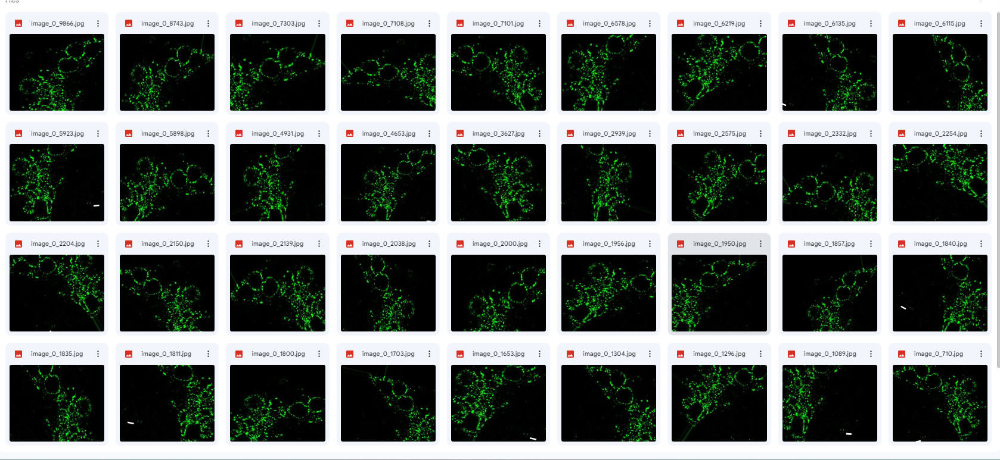 Files
image_0_9866.jpg
image_0_8743.jpg
image_0_7303.jpg
image_0_7108.jpg
image_0_7101.jpg
image_0_6578.jpg
image_0_6219.jpg
image_0_6135.jpg
image_0_6115.jpg
image_0_5923.jpg
image_0_5898.jpg
image_0_4931.jpg
image_0_4653.jpg
image_0_3627.jpg
image_0_2939.jpg
image_0_2575.jpg
image_0_2332.jpg
image_0_2254.jpg
image_0_2204.jpg
image_0_2150.jpg
image_0_2139.jpg
image_0_2038.jpg
image_0_2000.jpg
image_0_1956.jpg
image_0_1950.jpg
image_0_1857.jpg
image_0_1840.jpg
image_0_1835.jpg
image_0_1811.jpg
image_0_1800.jpg
image_0_1703.jpg
image_0_1653.jpg
image_0_1304.jpg
image_0_1296.jpg
image_0_1089.jpg
image_0_710.jpg